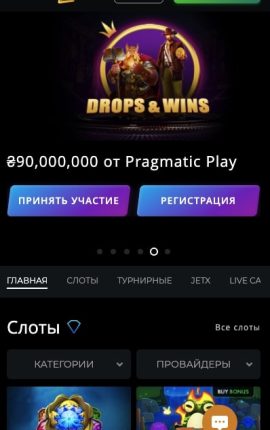 DROPS & WINS
₴90,000,000 от Pragmatic Play
ПРИНЯТЬ УЧАСТИЕ
РЕГИСТРАЦИЯ
ГЛАВНАЯ СЛОТЫ ТУРНИРНЫЕ JETX LIVE CA
Слоты Все слоты
КАТЕГОРИИ ПРОВАЙДЕРЫ
BUY BONUS